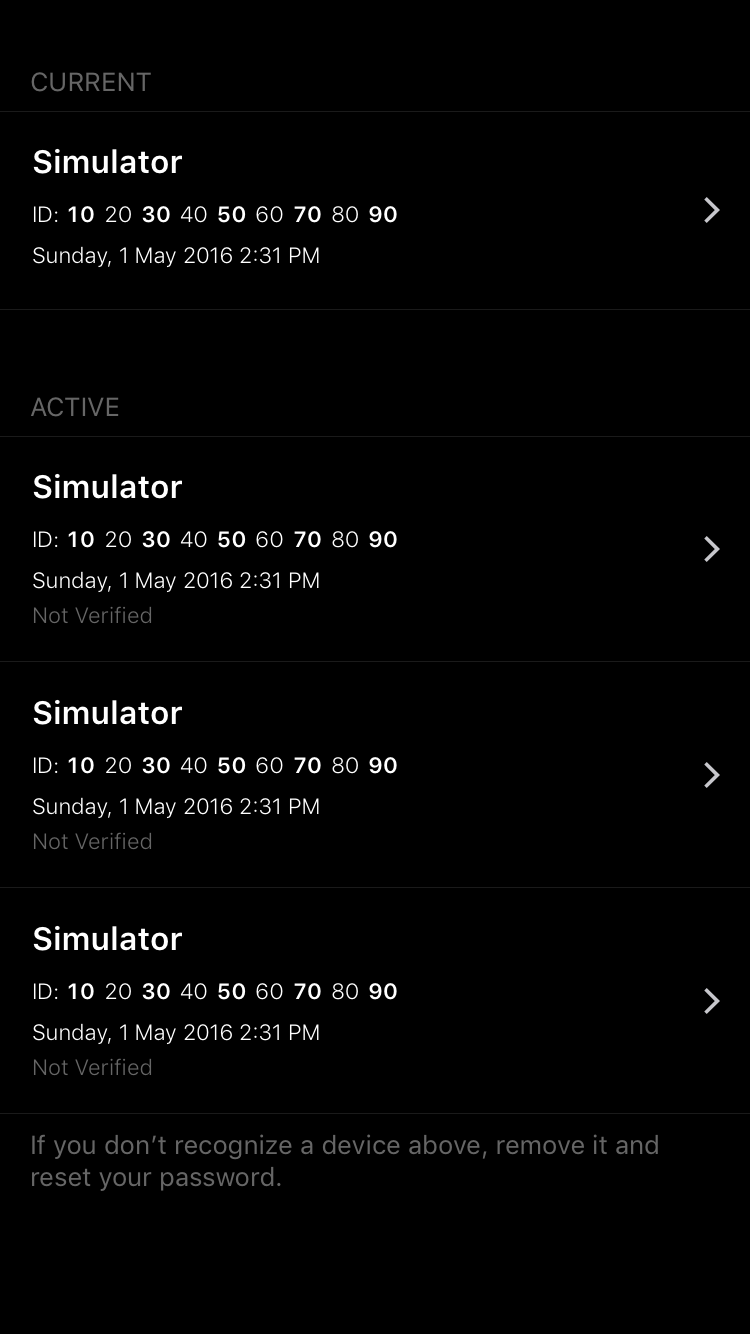 CURRENT
Simulator
ID: 10 20 30 40 50 60 70 80 90
Sunday, 1 May 2016 2:31 PM
ACTIVE
Simulator
ID: 10 20 30 40 50 60 70 80 90
Sunday, 1 May 2016 2:31 PM
Not Verified
Simulator
ID: 10 20 30 40 50 60 70 80 90
Sunday, 1 May 2016 2:31 PM
Not Verified
Simulator
ID: 10 20 30 40 50 60 70 80 90
Sunday, 1 May 2016 2:31 PM
Not Verified
If you don’t recognize a device above, remove it and
reset your password.